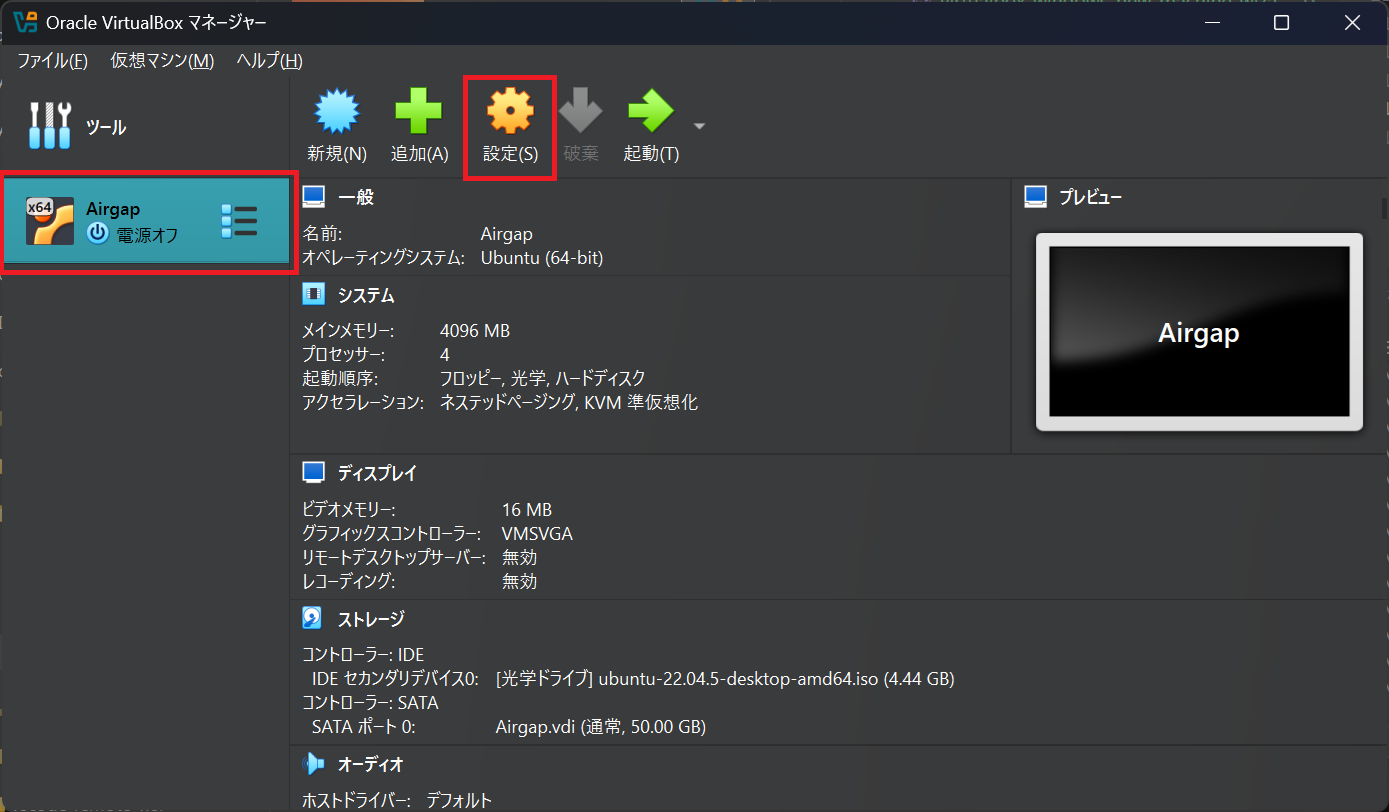 Oracle VirtualBox マネージャー
ファイル(F) 仮想マシン(M) ヘルプ(H)
ツール
新規(N) 追加(A) 設定(S) 破棄 起動(T)
x64
Airgap
電源オフ
一般
名前: Airgap
オペレーティングシステム: Ubuntu (64-bit)
プレビュー
Airgap
システム
メインメモリー: 4096 MB
プロセッサー: 4
起動順序: フロッピー, 光学, ハードディスク
アクセラレーション: ネステッドページング, KVM 準仮想化
ディスプレイ
ビデオメモリー: 16 MB
グラフィックスコントローラー: VMSVGA
リモートデスクトップサーバー: 無効
レコーディング: 無効
ストレージ
コントローラー: IDE
IDE セカンダリデバイス0: [光学ドライブ] ubuntu-22.04.5-desktop-amd64.iso (4.44 GB)
コントローラー: SATA
SATA ポート 0: Airgap.vdi (通常, 50.00 GB)
オーディオ
ホストドライバー: デフォルト